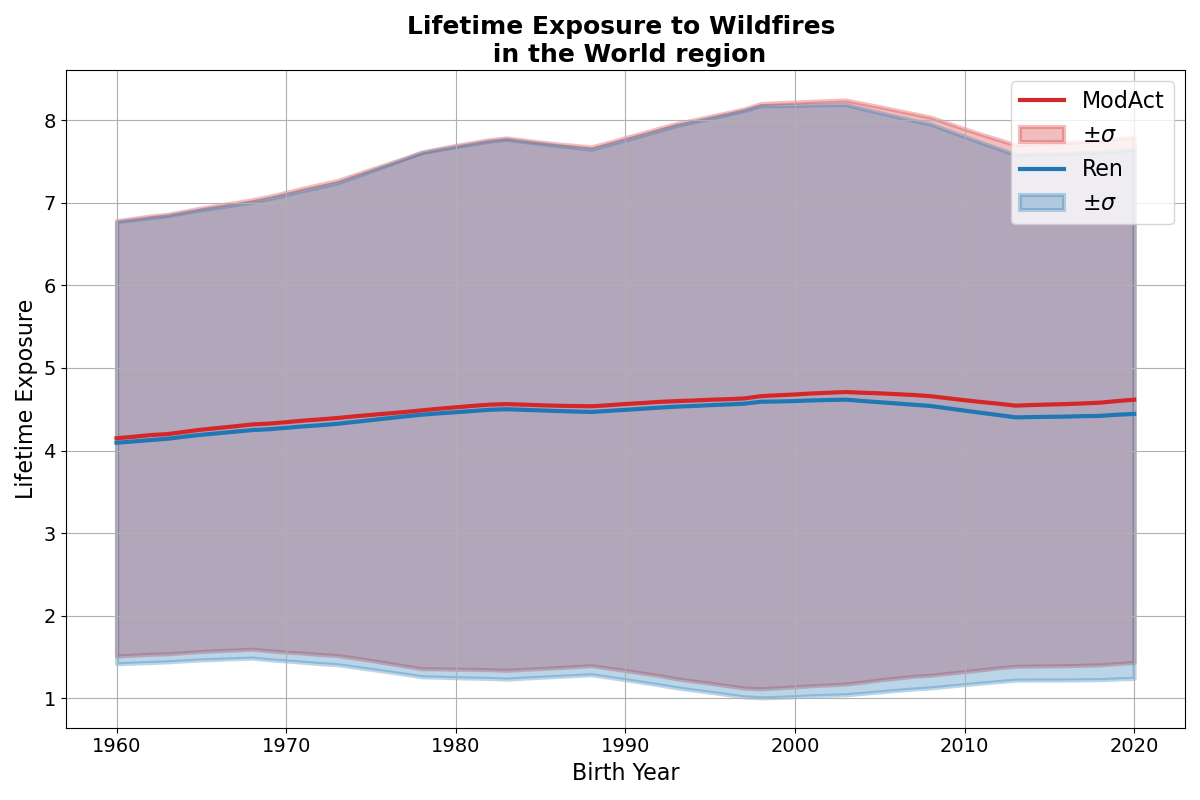 Lifetime Exposure to Wildfires
in the World region
Lifetime Exposure
8
7
6
5
4
3
2
1
ModAct
±σ
Ren
±σ
1960 1970 1980 1990 2000 2010 2020
Birth Year